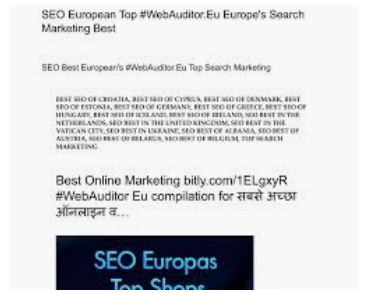 SEO European Top #WebAuditor.Eu Europe's Search
Marketing Best
SEO Best European's #WebAuditor.Eu Top Search Marketing
BEST SEO OF CROATIA, BEST SEO OF CYPRUS, BEST SEO OF DENMARK, BEST
SEO OF ESTONIA, BEST SEO OF GERMANY, BEST SEO OF GREECE, BEST SEO OF
HUNGARY, BEST SEO OF ICELAND, BEST SEO OF IRELAND, SEO BEST IN THE
NETHERLANDS, SEO BEST IN THE UNITED KINGDOM, SEO BEST IN THE
VATICAN CITY, SEO BEST IN UKRAINE, SEO BEST OF ALBANIA, SEO BEST OF
AUSTRIA, SEO BEST OF BELARUS, SEO BEST OF BELGIUM, TOP SEARCH
MARKETING
Best Online Marketing bitly.com/1ELgxyR
#WebAuditor Eu compilation for सबसे अच्छा
ऑनलाइन व…
SEO Europas
Top Shops